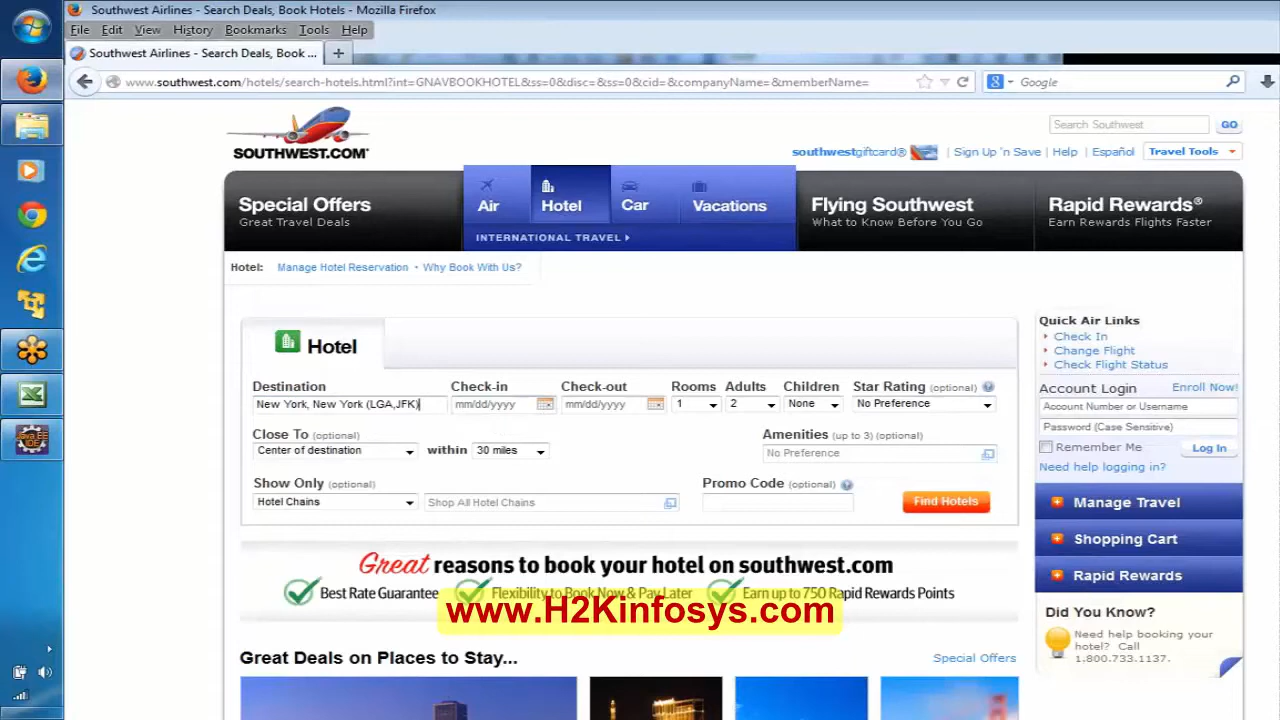 Southwest Airlines - Search Deals, Book Hotels - Mozilla Firefox
File Edit View History Bookmarks Tools Help
Southwest Airlines - Search Deals, Book ... +
www.southwest.com/hotels/search-hotels.html?int=GNAVBOOKHOTEL&ss=0&disc=&ss=0&cid=&companyName=&memberName=
8 Google
Search Southwest GO
SOUTHWEST.COM®
southwestgiftcard® | Sign Up 'n Save | Help | Español Travel Tools
Special Offers
Great Travel Deals
Air Hotel Car Vacations
INTERNATIONAL TRAVEL
Flying Southwest
What to Know Before You Go
Rapid Rewards®
Earn Rewards Flights Faster
Hotel: Manage Hotel Reservation • Why Book With Us?
Hotel
Destination Check-in Check-out Rooms Adults Children Star Rating (optional) ?
New York, New York (LGA,JFK) mm/dd/yyyy mm/dd/yyyy 1 2 None No Preference
Close To (optional) Amenities (up to 3) (optional)
Center of destination within 30 miles No Preference
Show Only (optional) Promo Code (optional) ?
Hotel Chains Shop All Hotel Chains Find Hotels
Quick Air Links
Check In
Change Flight
Check Flight Status
Account Login Enroll Now!
Account Number or Username
Password (Case Sensitive)
Remember Me Log In
Need help logging in?
Manage Travel
Shopping Cart
Rapid Rewards
Did You Know?
Need help booking your
hotel? Call
1.800.733.1137.
Great reasons to book your hotel on southwest.com
Best Rate Guarantee Flexibility to Book Now & Pay Later Earn up to 750 Rapid Rewards Points
www.H2Kinfosys.com
Great Deals on Places to Stay... Special Offers
Java EE
IDE